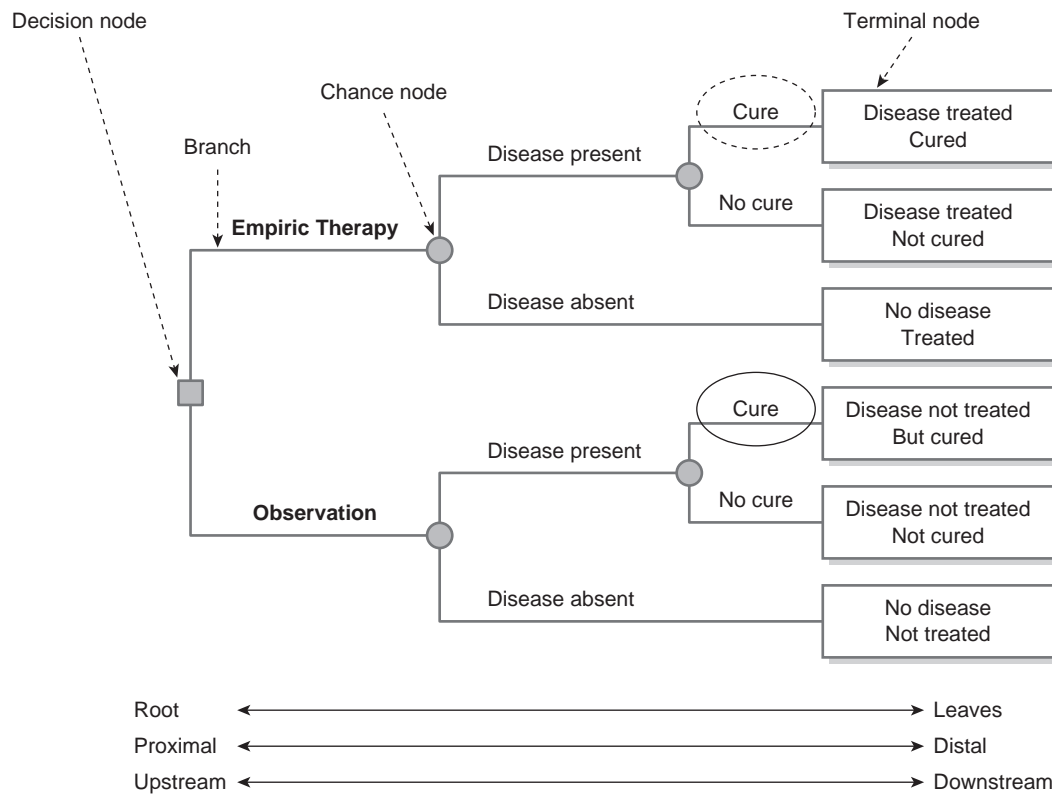 Decision node
Terminal node
Chance node
Branch
Cure
Disease treated
Cured
Disease present
No cure
Disease treated
Not cured
Empiric Therapy
Disease absent
No disease
Treated
Cure
Disease not treated
But cured
Disease present
No cure
Disease not treated
Not cured
Observation
Disease absent
No disease
Not treated
Root
Leaves
Proximal
Distal
Upstream
Downstream